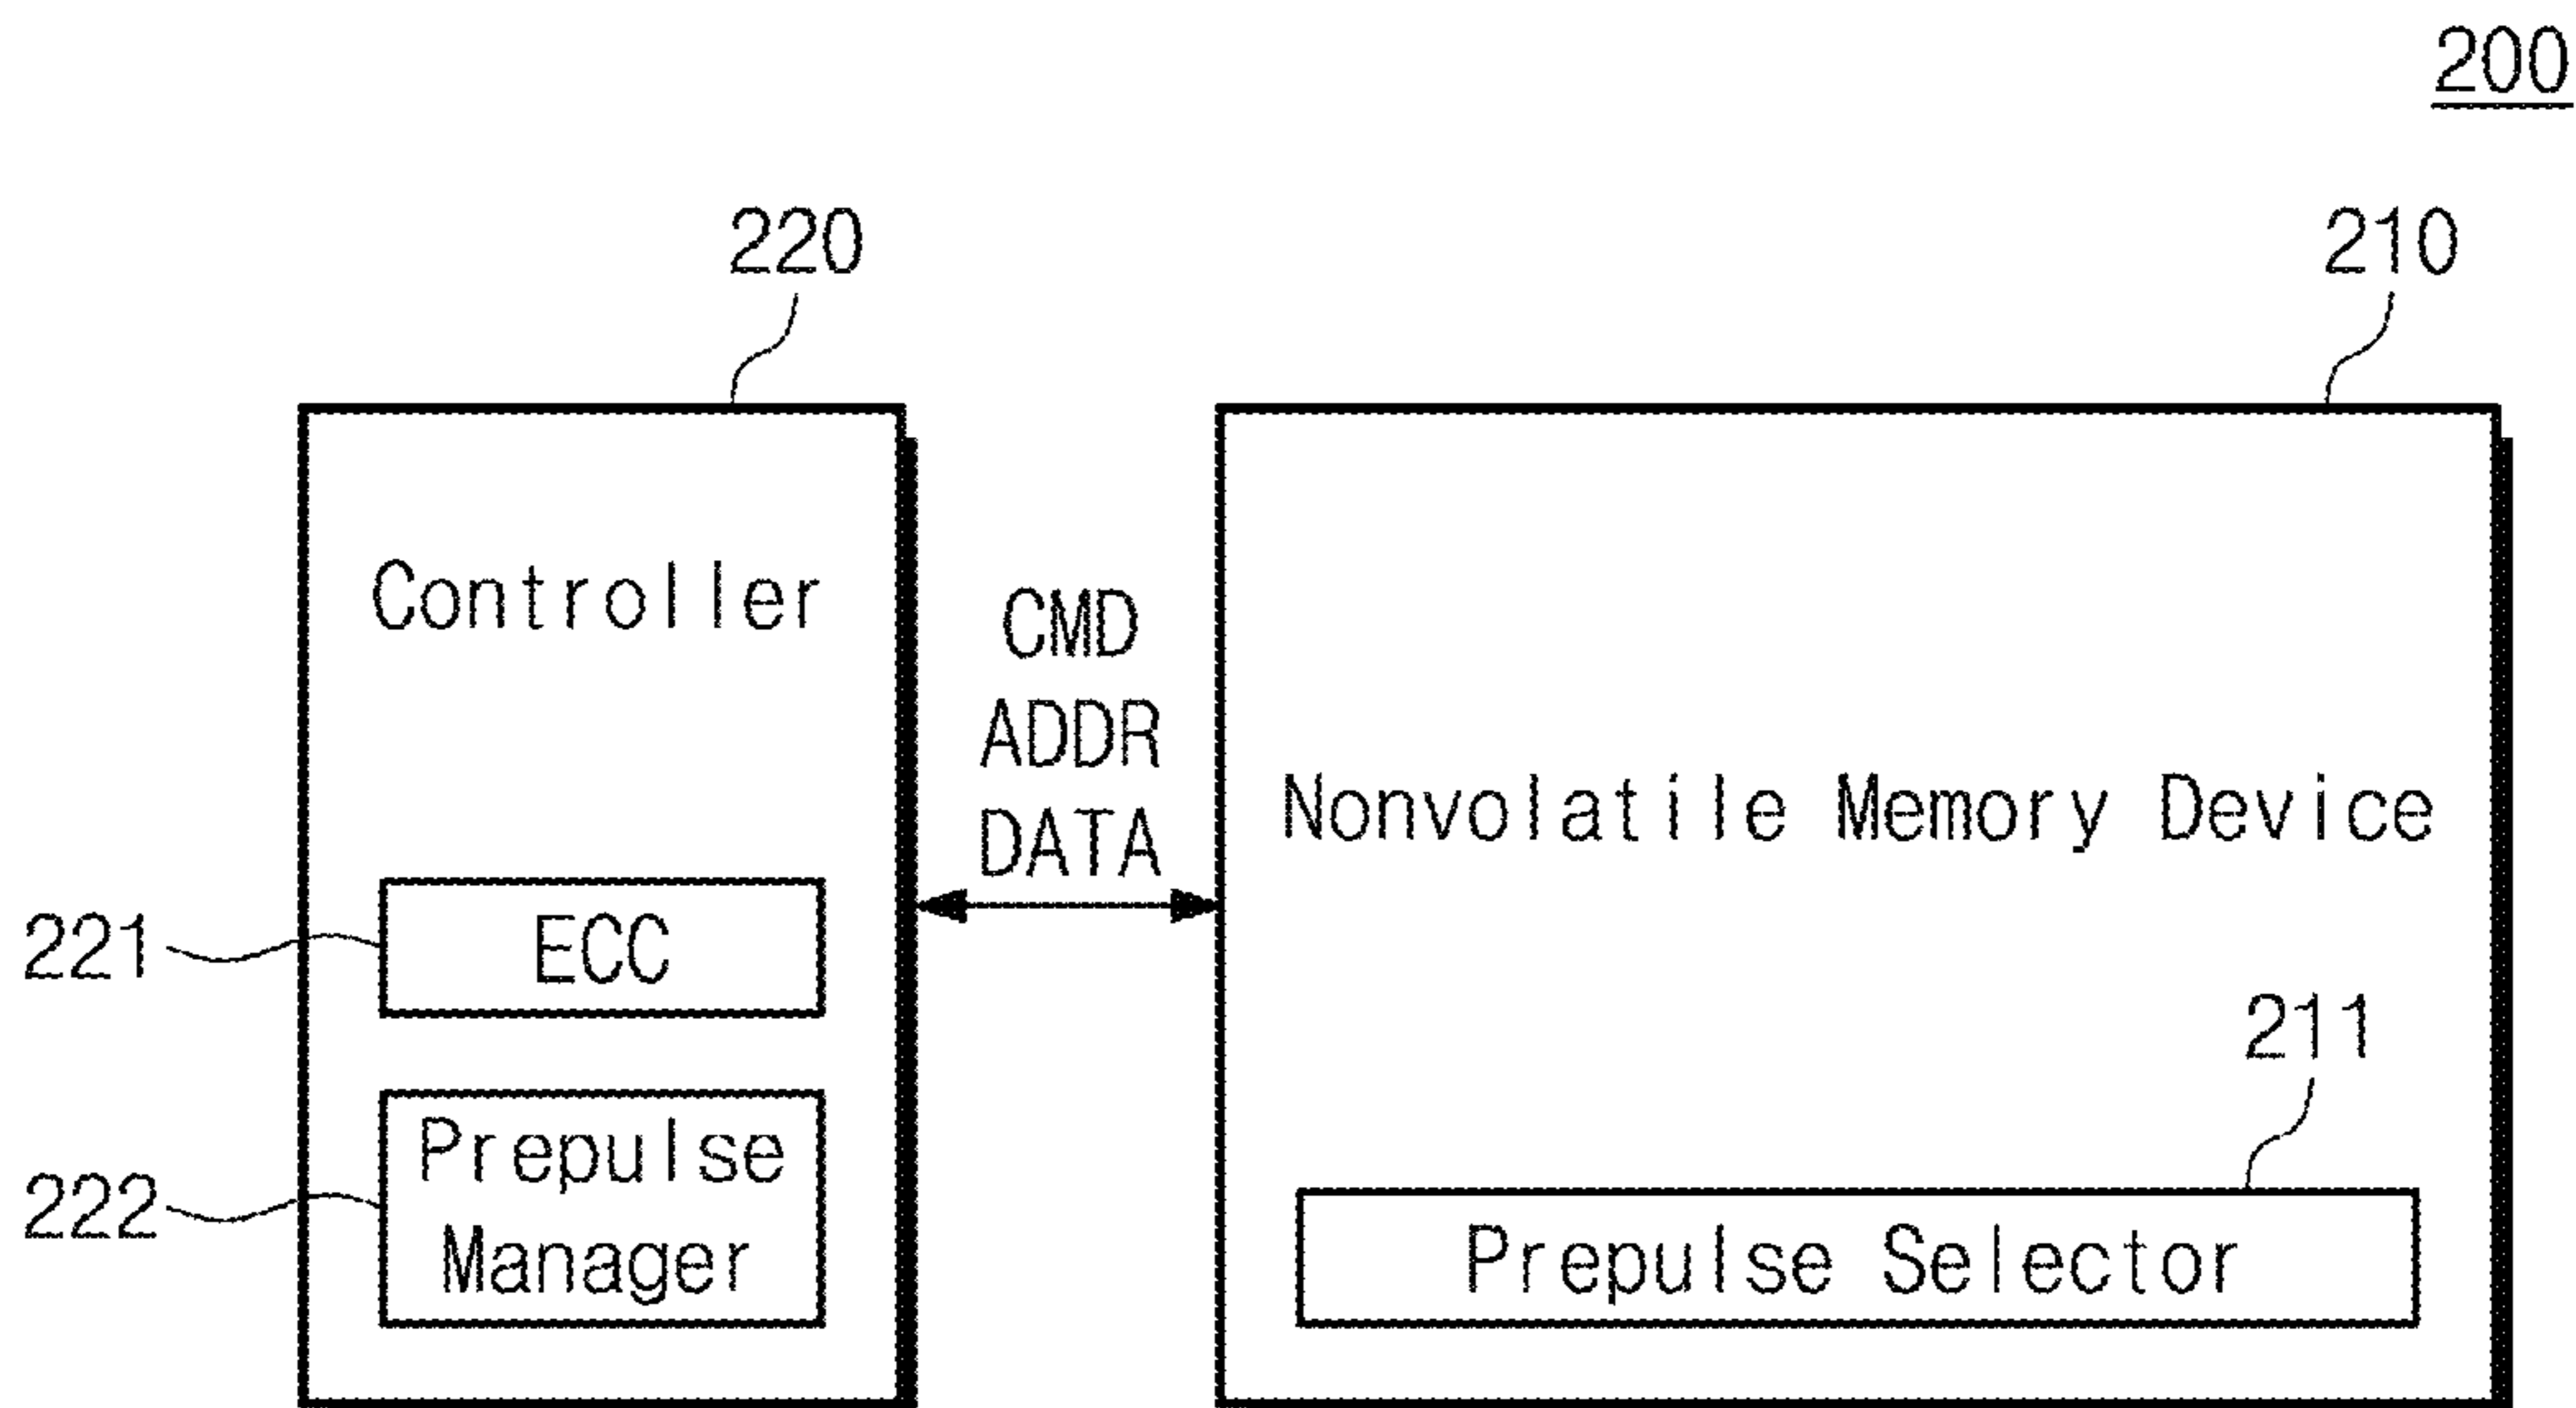 200
220
210
Controller
CMD
ADDR
DATA
Nonvolatile Memory Device
221
ECC
211
222
Prepulse
Manager
Prepulse Selector